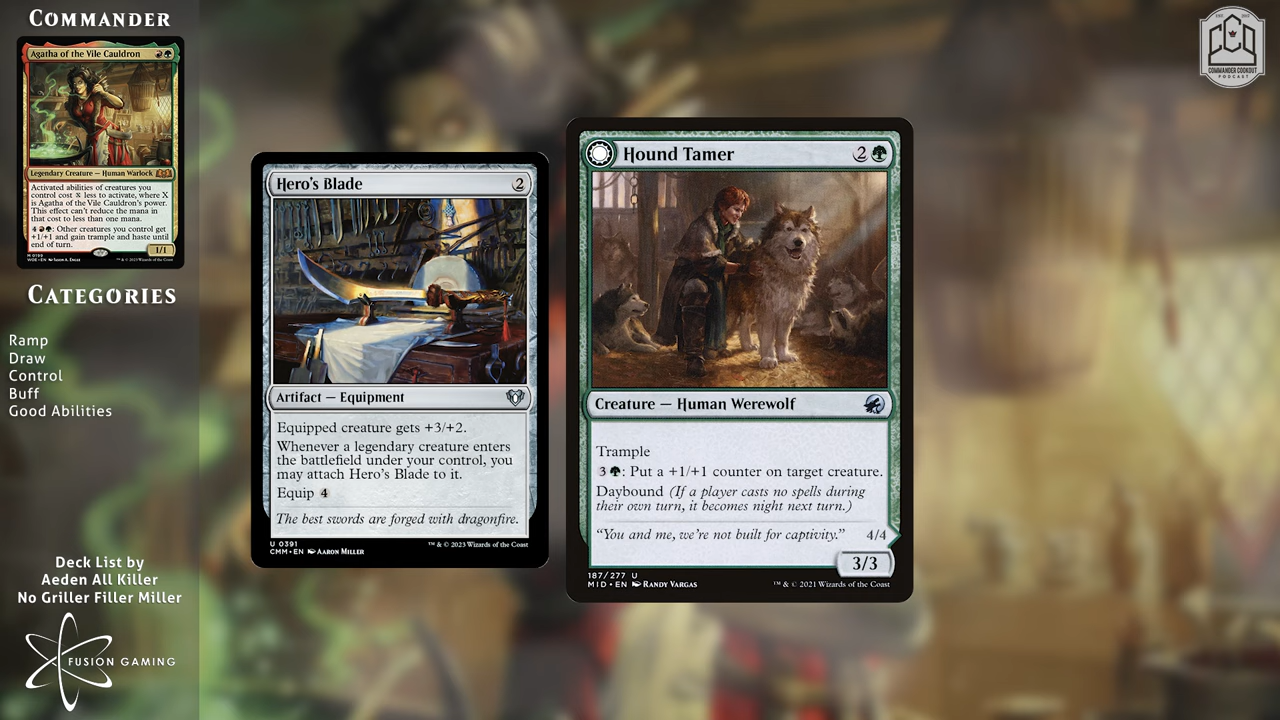 COMMANDER
Agatha of the Vile Cauldron
Legendary Creature — Human Warlock
Activated abilities of creatures you
control cost X less to activate, where X
is Agatha of the Vile Cauldron's power.
This effect can't reduce the mana in
that cost to less than one mana.
4: Other creatures you control get
+1/+1 and gain trample and haste until
end of turn.
1/1
CATEGORIES
Ramp
Draw
Control
Buff
Good Abilities
Deck List by
Aeden All Killer
No Griller Filler Miller
FUSION GAMING
Hero's Blade 2
Artifact — Equipment
Equipped creature gets +3/+2.
Whenever a legendary creature enters
the battlefield under your control, you
may attach Hero's Blade to it.
Equip 4
The best swords are forged with dragonfire.
U 0391
CMM • EN AARON MILLER
™ & © 2023 Wizards of the Coast
Hound Tamer 2
Creature — Human Werewolf
Trample
3: Put a +1/+1 counter on target creature.
Daybound (If a player casts no spells during
their own turn, it becomes night next turn.)
“You and me, we're not built for captivity.” 4/4
3/3
187/277 U
MID • EN RANDY VARGAS
™ & © 2021 Wizards of the Coast
COMMANDER COOKOUT
PODCAST